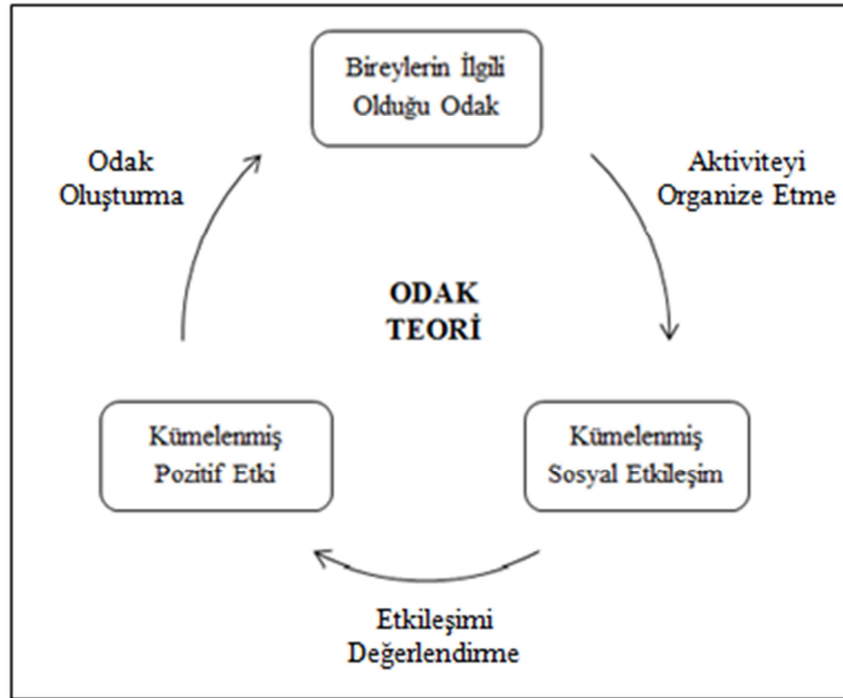 Bireylerin İlgili
Olduğu Odak
Odak
Oluşturma
Aktiviteyi
Organize Etme
ODAK
TEORİ
Kümelenmiş
Pozitif Etki
Kümelenmiş
Sosyal Etkileşim
Etkileşimi
Değerlendirme